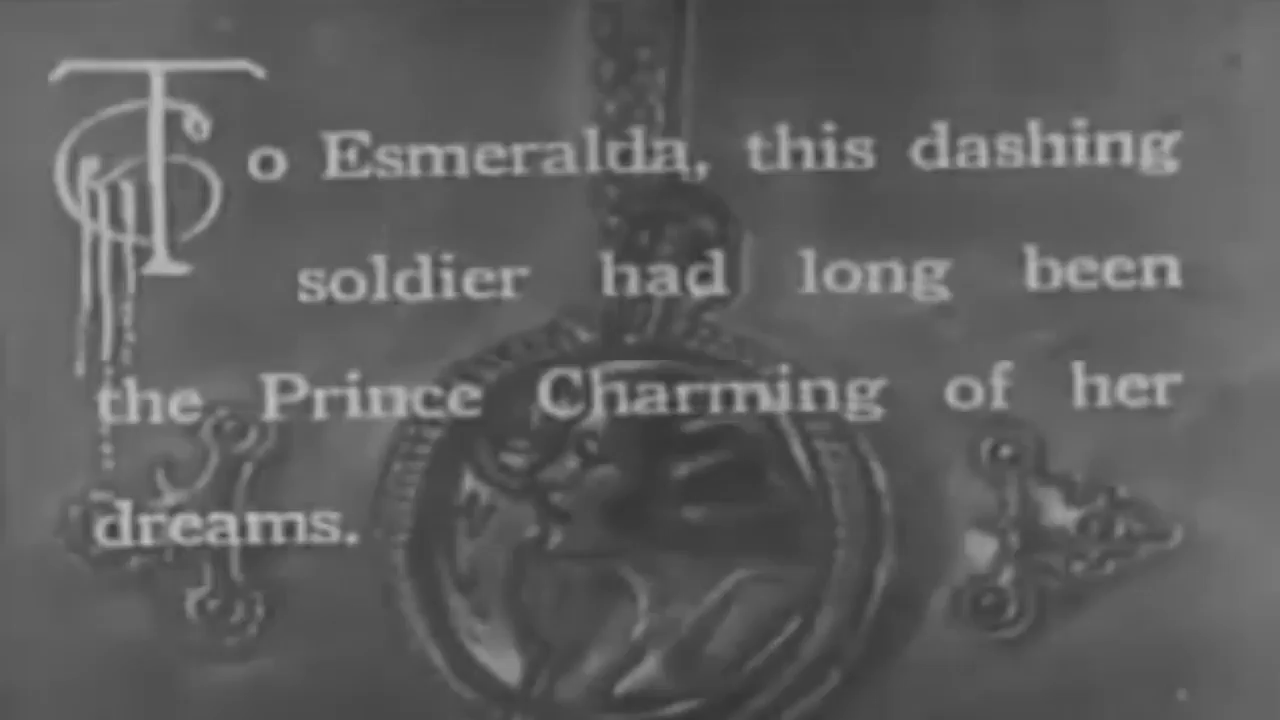 To Esmeralda, this dashing
soldier had long been
the Prince Charming of her
dreams.